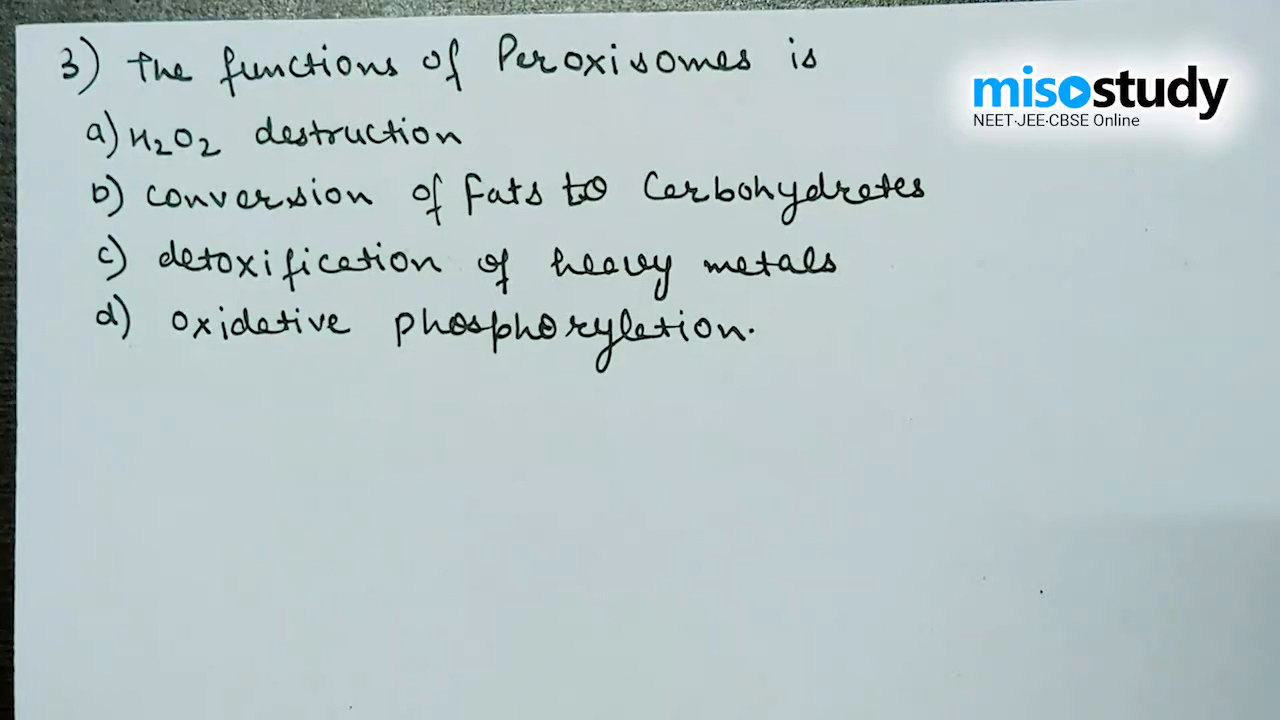 3) The functions of Peroxisomes is
a) H₂O₂ destruction
b) conversion of fats to Carbohydrates
c) detoxification of heavy metals
d) oxidative phosphorylation.
misostudy
NEET-JEE-CBSE Online